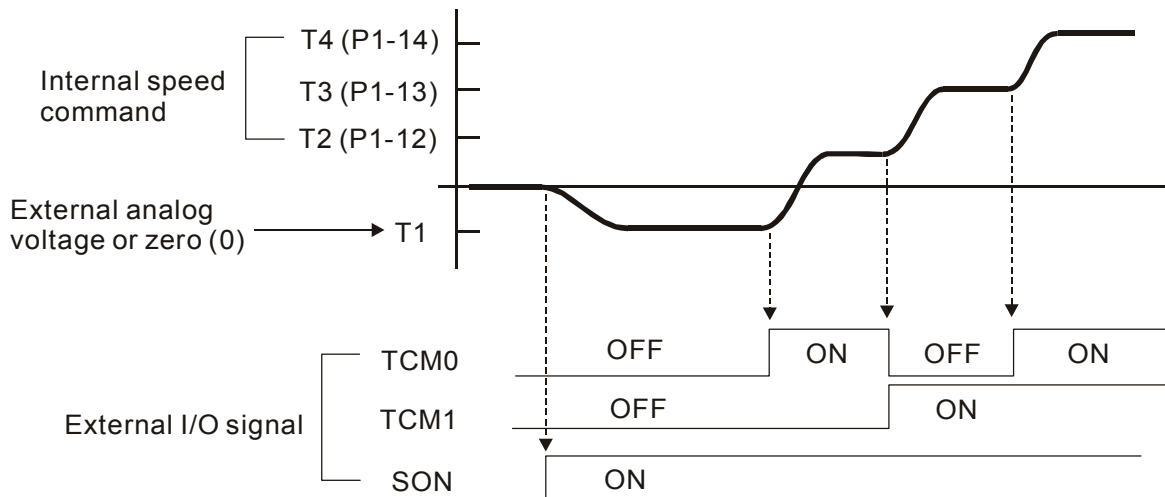 T4 (P1-14)
Internal speed
command
T3 (P1-13)
T2 (P1-12)
External analog
voltage or zero (0)
T1
TCM0
OFF
ON
OFF
ON
TCM1
OFF
ON
External I/O signal
SON
ON